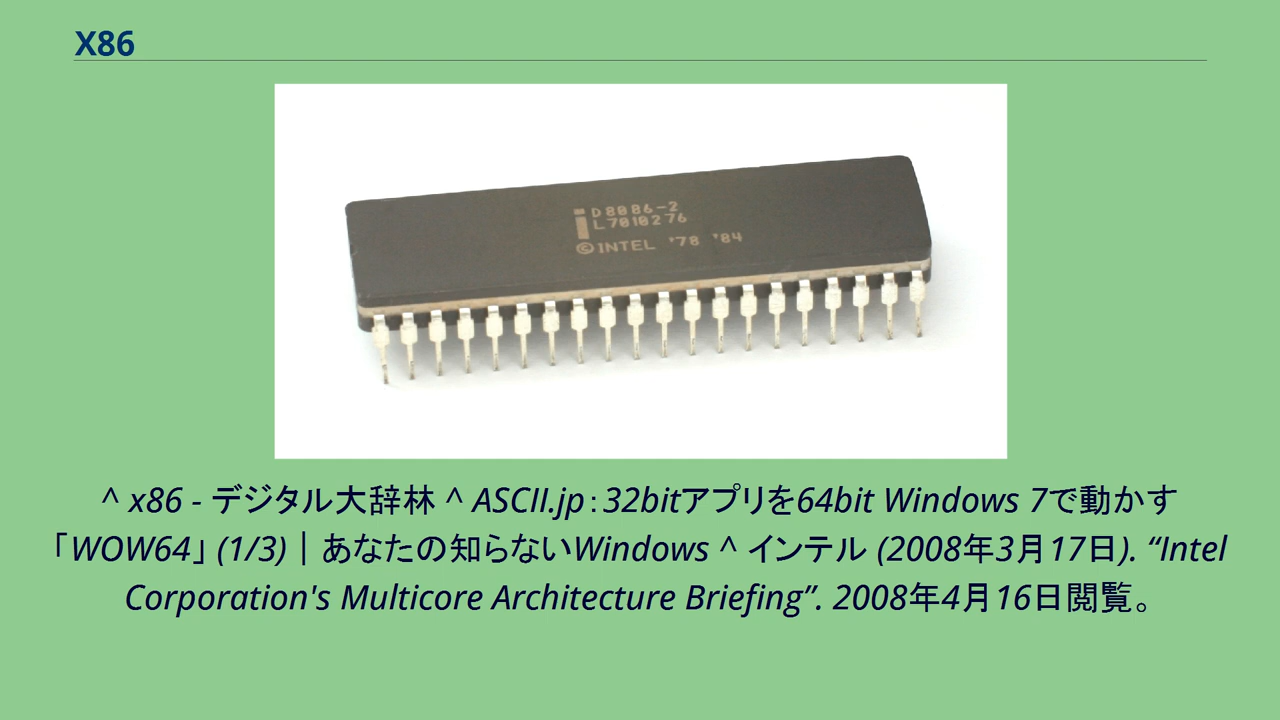 X86
D8086-2
L7010276
©INTEL '78 '84
^ x86 - デジタル大辞林 ^ ASCII.jp：32bitアプリを64bit Windows 7で動かす
「WOW64」 (1/3)｜あなたの知らないWindows ^ インテル (2008年3月17日). “Intel
Corporation's Multicore Architecture Briefing”. 2008年4月16日閲覧。